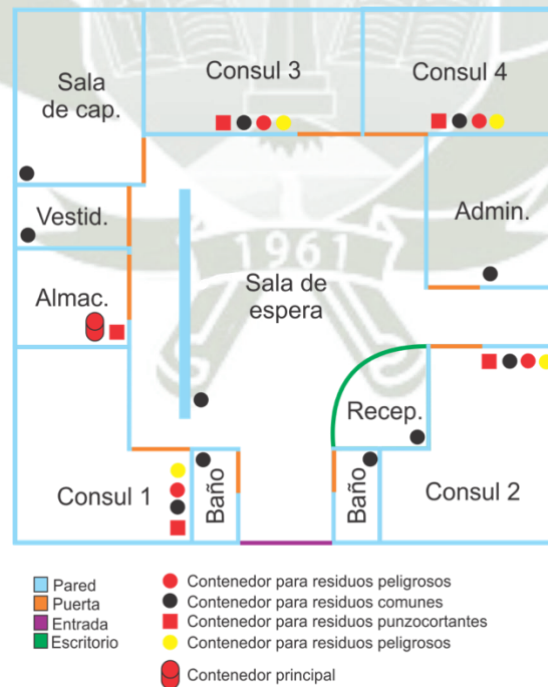 Sala
de cap.
Consul 3
Consul 4
Vestid.
Admin.
1961
Almac.
Sala de
espera
Recep.
Consul 1
Baño
Baño
Consul 2
Pared
Puerta
Entrada
Escritorio
Contenedor para residuos peligrosos
Contenedor para residuos comunes
Contenedor para residuos punzocortantes
Contenedor para residuos peligrosos
Contenedor principal